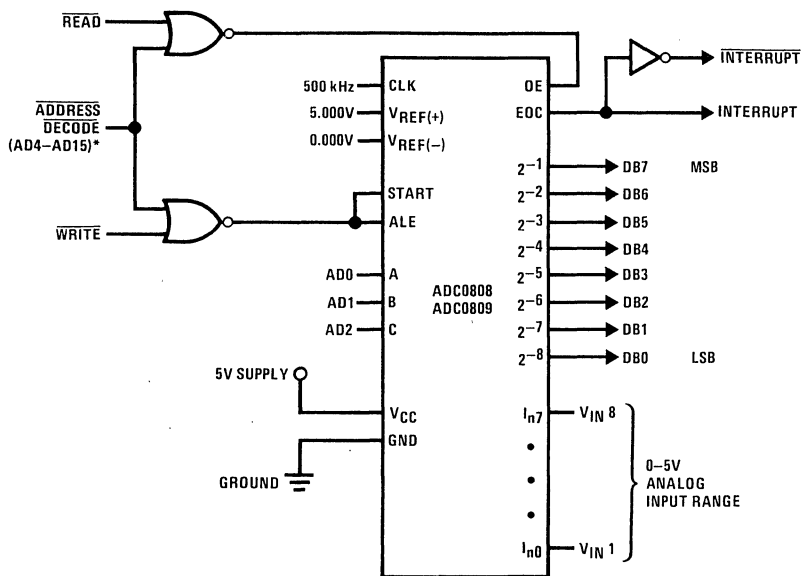 READ
ADDRESS
DECODE
(AD4–AD15)*
WRITE
500 kHz
CLK
5.000V
VREF(+)
0.000V
VREF(–)
START
ALE
AD0
A
AD1
B
AD2
C
5V SUPPLY
VCC
GND
GROUND
ADC0808
ADC0809
OE
EOC
INTERRUPT
INTERRUPT
2–1 DB7 MSB
2–2 DB6
2–3 DB5
2–4 DB4
2–5 DB3
2–6 DB2
2–7 DB1
2–8 DB0 LSB
In7 VIN 8
0–5V
ANALOG
INPUT RANGE
In0 VIN 1